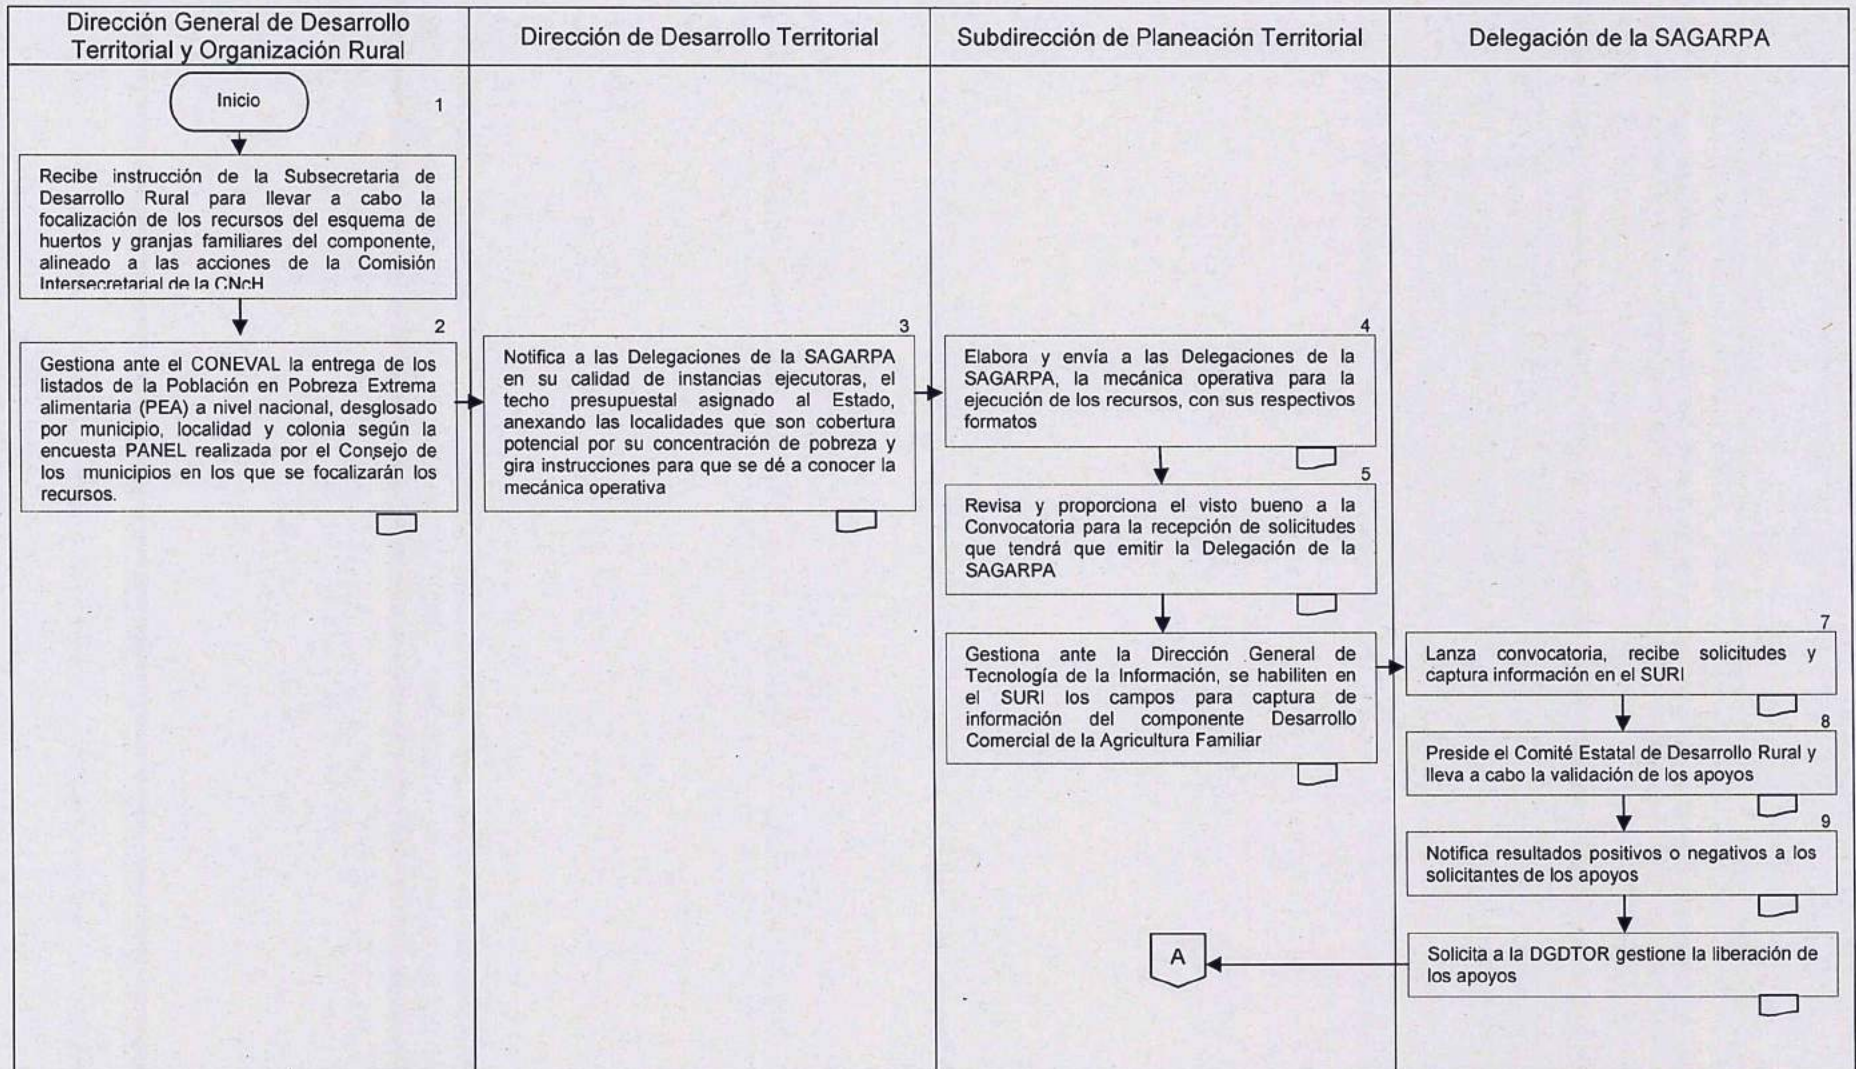 Dirección General de Desarrollo
Territorial y Organización Rural
Dirección de Desarrollo Territorial
Subdirección de Planeación Territorial
Delegación de la SAGARPA
Inicio
1
Recibe instrucción de la Subsecretaria de
Desarrollo Rural para llevar a cabo la
focalización de los recursos del esquema de
huertos y granjas familiares del componente,
alineado a las acciones de la Comisión
Intersecretarial de la CNcH
2
Gestiona ante el CONEVAL la entrega de los
listados de la Población en Pobreza Extrema
alimentaria (PEA) a nivel nacional, desglosado
por municipio, localidad y colonia según la
encuesta PANEL realizada por el Consejo de
los municipios en los que se focalizarán los
recursos.
3
Notifica a las Delegaciones de la SAGARPA
en su calidad de instancias ejecutoras, el
techo presupuestal asignado al Estado,
anexando las localidades que son cobertura
potencial por su concentración de pobreza y
gira instrucciones para que se dé a conocer la
mecánica operativa
4
Elabora y envía a las Delegaciones de la
SAGARPA, la mecánica operativa para la
ejecución de los recursos, con sus respectivos
formatos
5
Revisa y proporciona el visto bueno a la
Convocatoria para la recepción de solicitudes
que tendrá que emitir la Delegación de la
SAGARPA
Gestiona ante la Dirección General de
Tecnología de la Información, se habiliten en
el SURI los campos para captura de
información del componente Desarrollo
Comercial de la Agricultura Familiar
7
Lanza convocatoria, recibe solicitudes y
captura información en el SURI
8
Preside el Comité Estatal de Desarrollo Rural y
lleva a cabo la validación de los apoyos
9
Notifica resultados positivos o negativos a los
solicitantes de los apoyos
Solicita a la DGDTOR gestione la liberación de
los apoyos
A